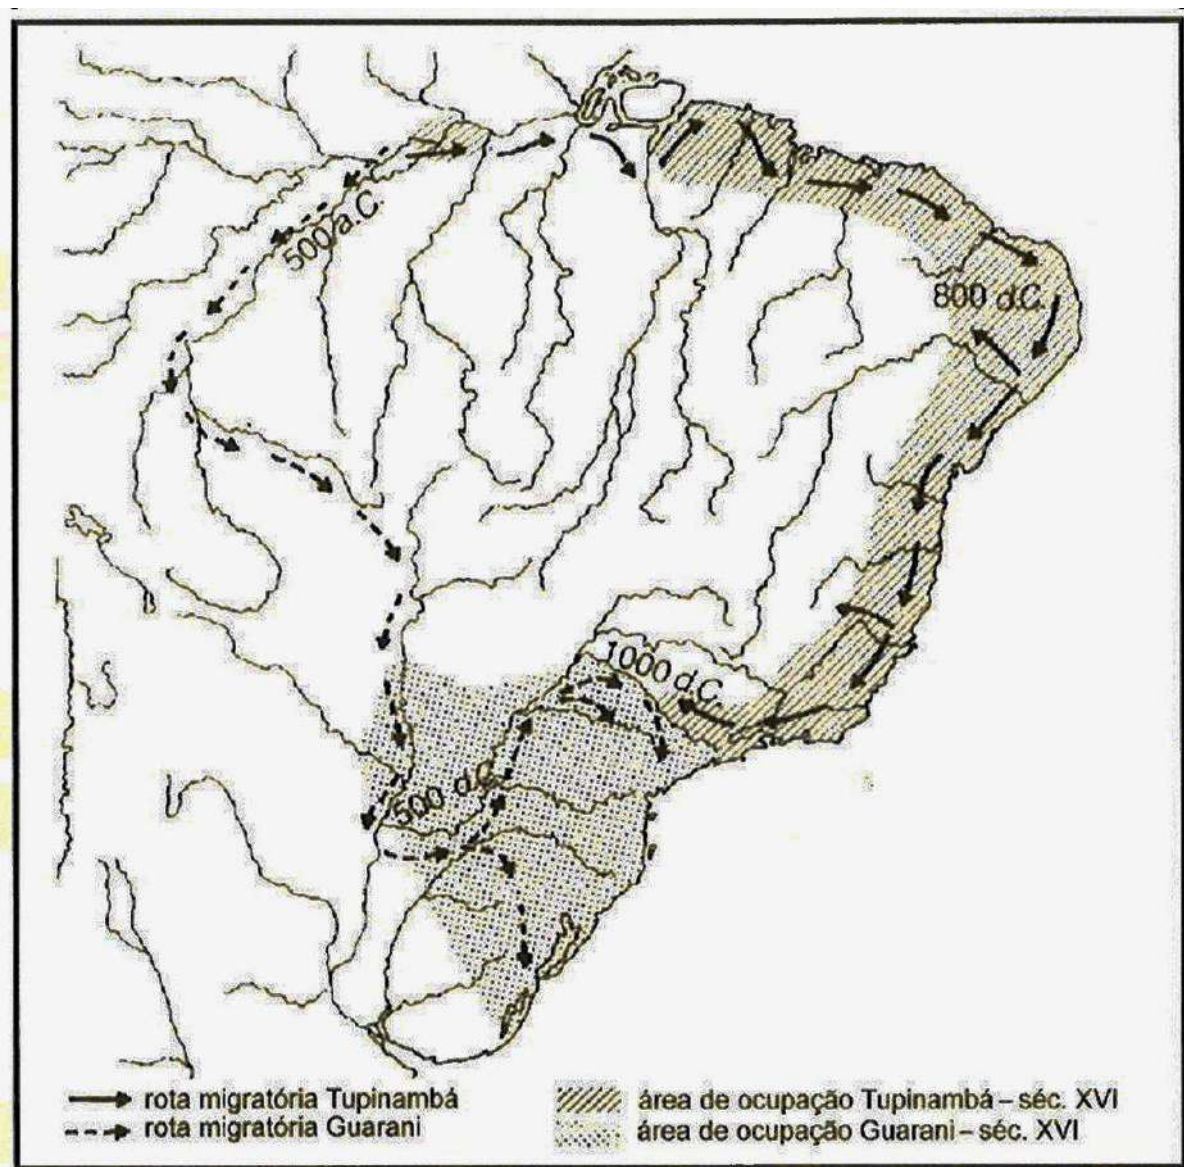 500 a.C.
800 d.C.
1000 d.C.
500 d.C.
rota migratória Tupinambá
rota migratória Guarani
área de ocupação Tupinambá – séc. XVI
área de ocupação Guarani – séc. XVI